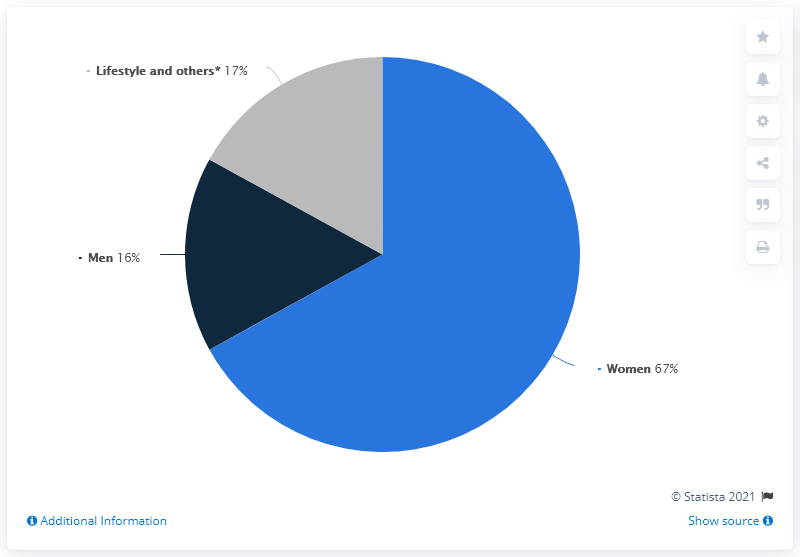 Lifestyle and others* 17%
Men 16%
Women 67%
© Statista 2021
Additional Information
Show source